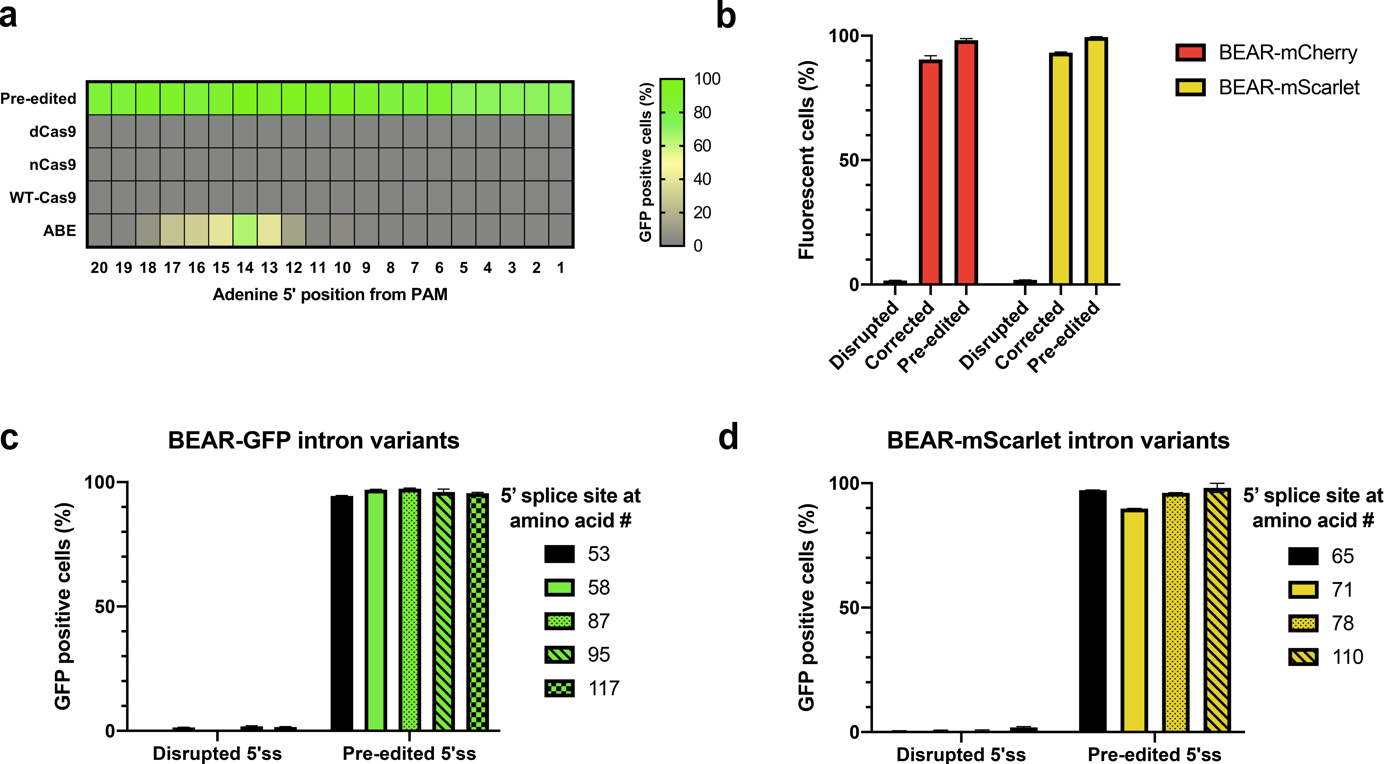 a
Pre-edited
dCas9
nCas9
WT-Cas9
ABE
20 19 18 17 16 15 14 13 12 11 10 9 8 7 6 5 4 3 2 1
Adenine 5' position from PAM
GFP positive cells (%)
100
80
60
40
20
0
b
Fluorescent cells (%)
100
50
0
Disrupted
Corrected
Pre-edited
Disrupted
Corrected
Pre-edited
BEAR-mCherry
BEAR-mScarlet
c
BEAR-GFP intron variants
GFP positive cells (%)
100
50
0
Disrupted 5'ss
Pre-edited 5'ss
5’ splice site at
amino acid #
53
58
87
95
117
d
BEAR-mScarlet intron variants
GFP positive cells (%)
100
50
0
Disrupted 5'ss
Pre-edited 5'ss
5’ splice site at
amino acid #
65
71
78
110